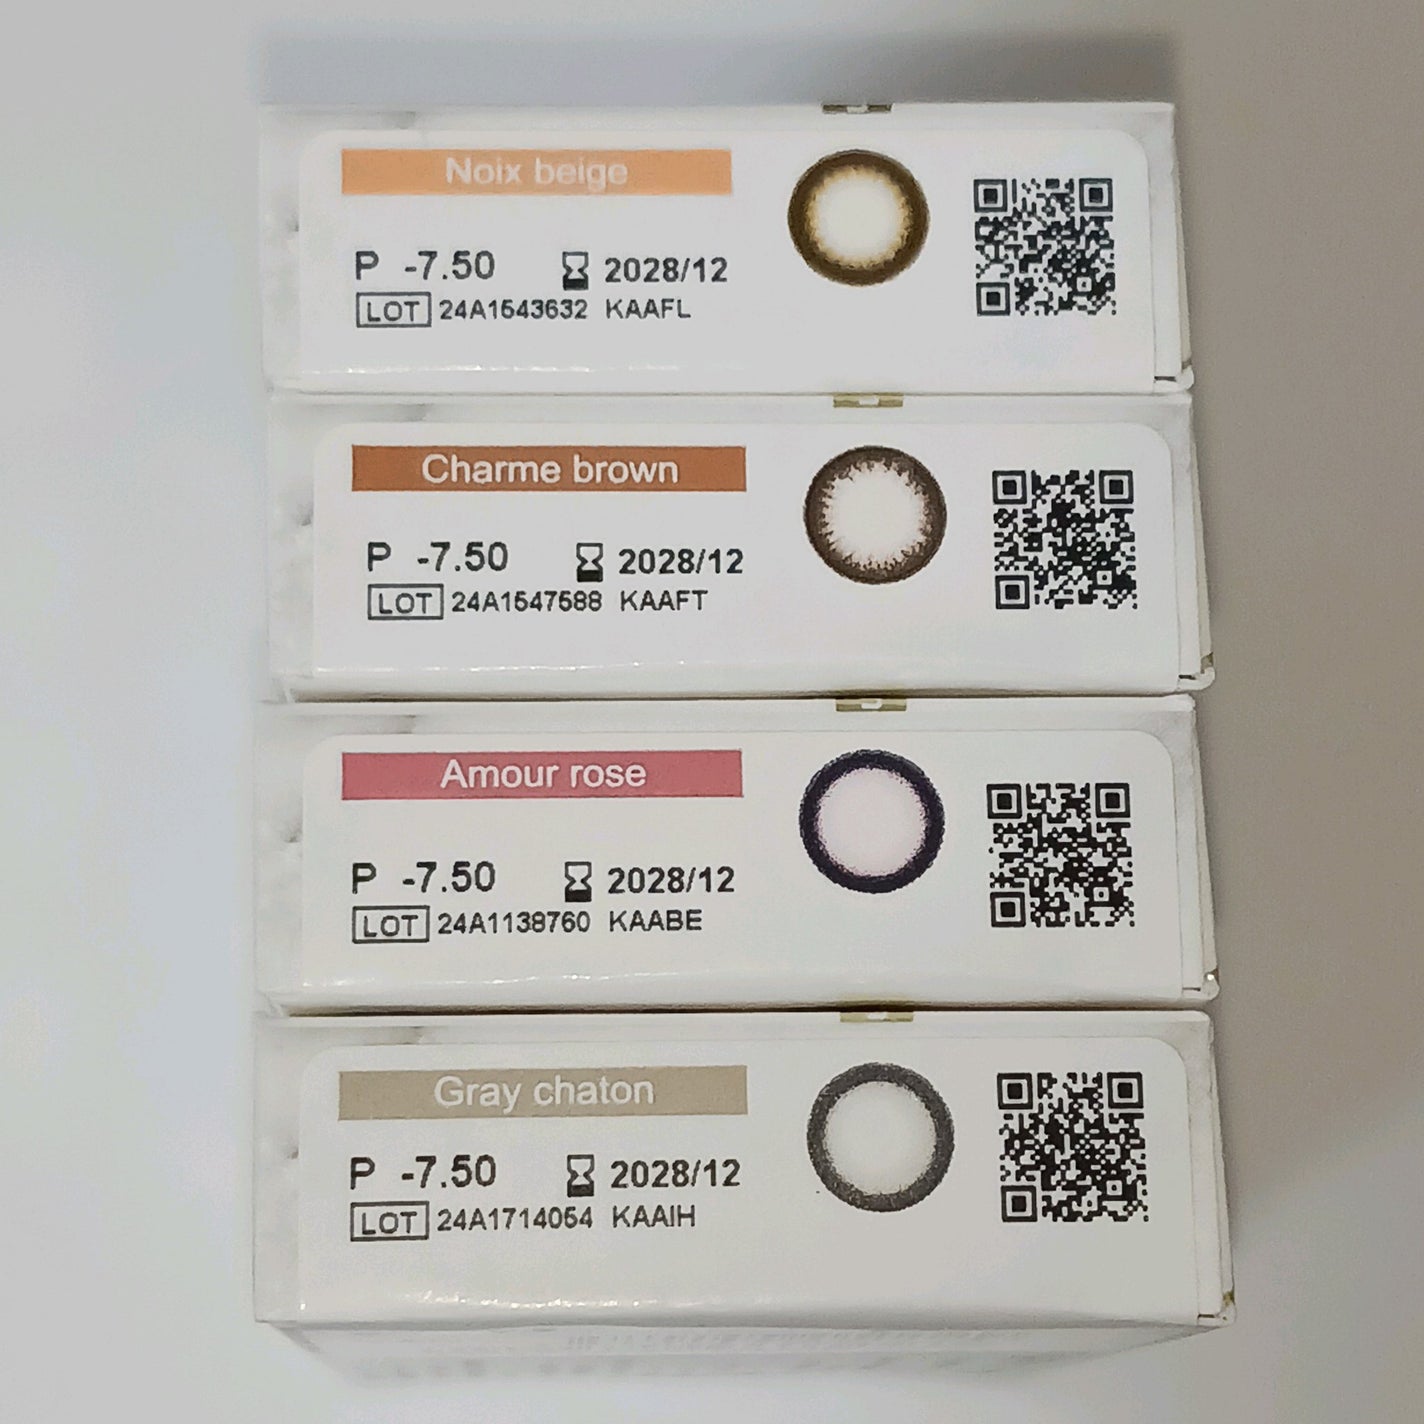 Noix beige
P -7.50 2028/12
LOT 24A1543632 KAAFL
Charme brown
P -7.50 2028/12
LOT 24A1547588 KAAFT
Amour rose
P -7.50 2028/12
LOT 24A1138760 KAABE
Gray chaton
P -7.50 2028/12
LOT 24A1714054 KAAIH